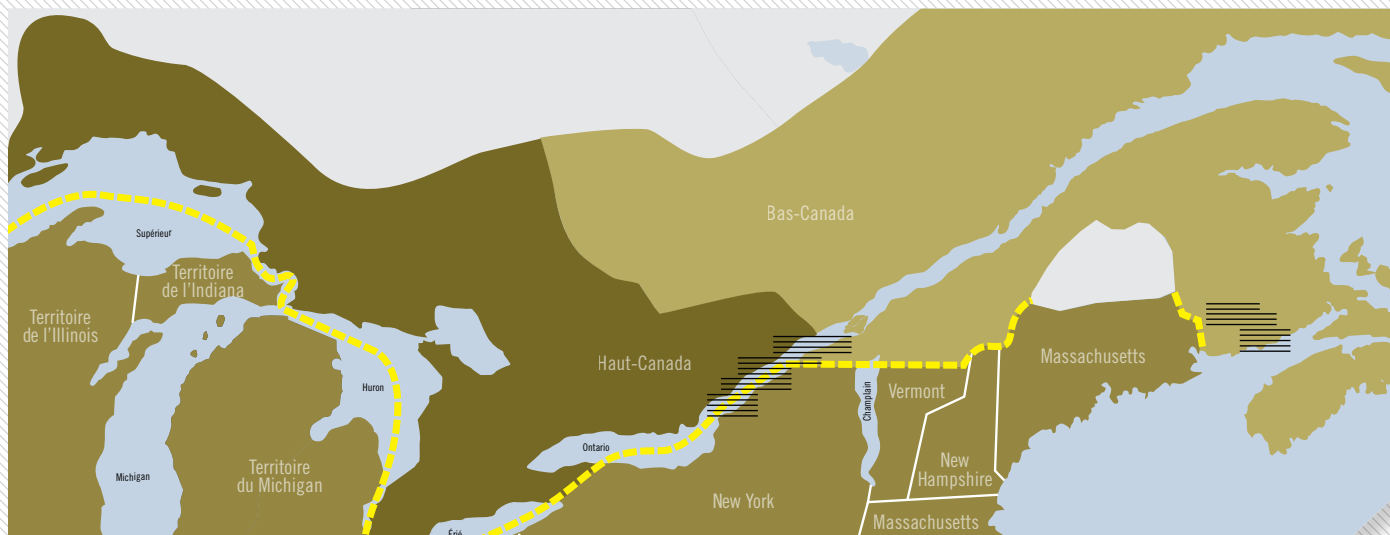 Bas-Canada
Supérieur
Territoire
de l'Indiana
Territoire
de l'Illinois
Haut-Canada
Massachusetts
Huron
Champlain
Vermont
Ontario
New
Hampshire
Territoire
du Michigan
Michigan
New York
Massachusetts
Érié